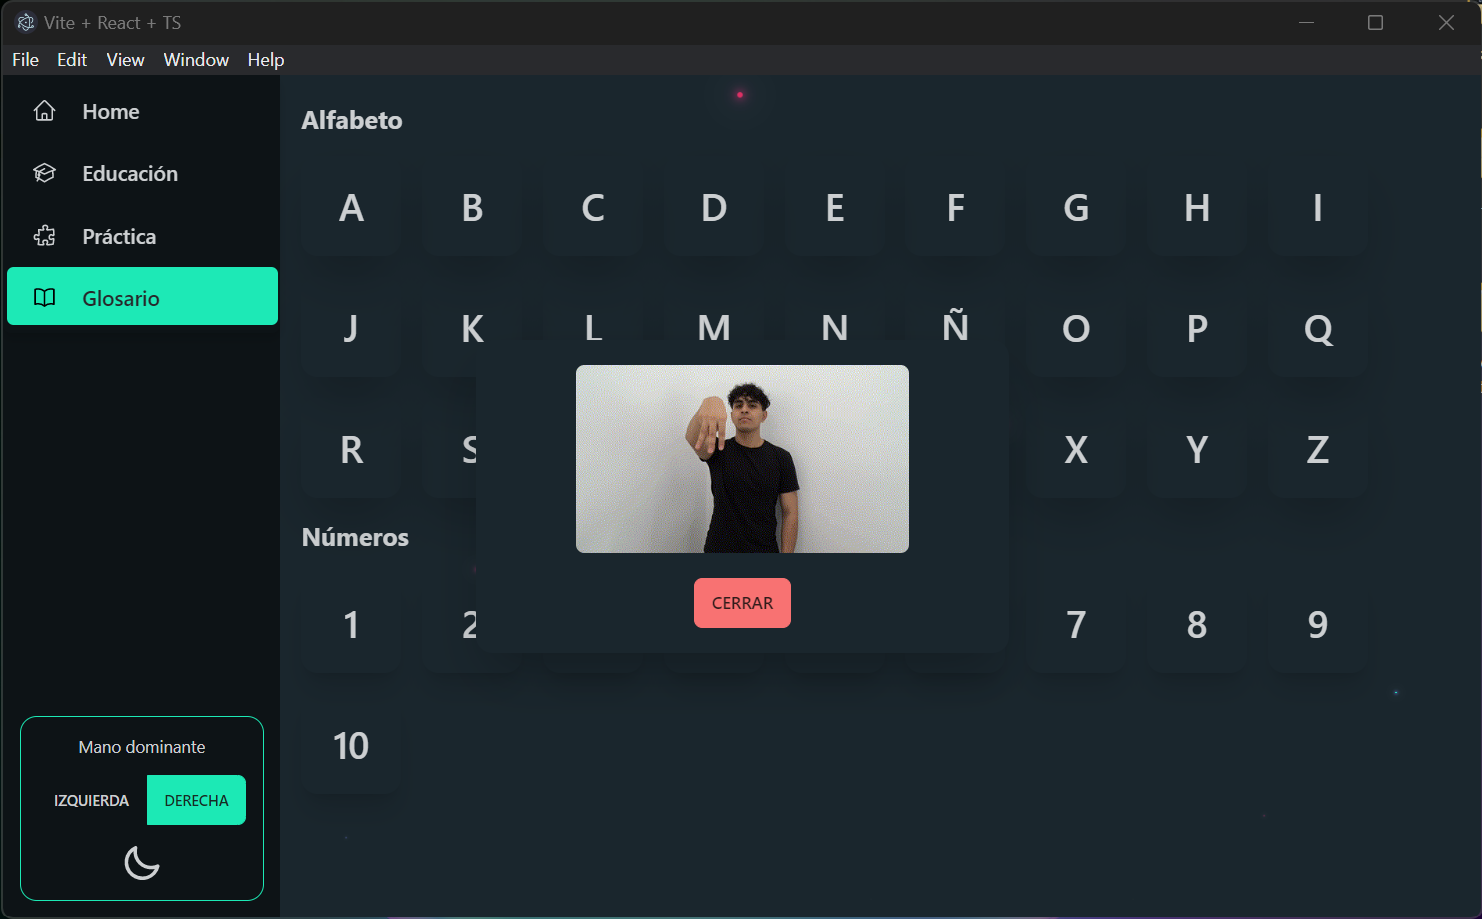 Vite + React + TS
File Edit View Window Help
Home
Educación
Práctica
Glosario
Mano dominante
IZQUIERDA DERECHA
Alfabeto
A B C D E F G H I
J K L M N Ñ O P Q
R S X Y Z
Números
1 2 7 8 9
10
CERRAR